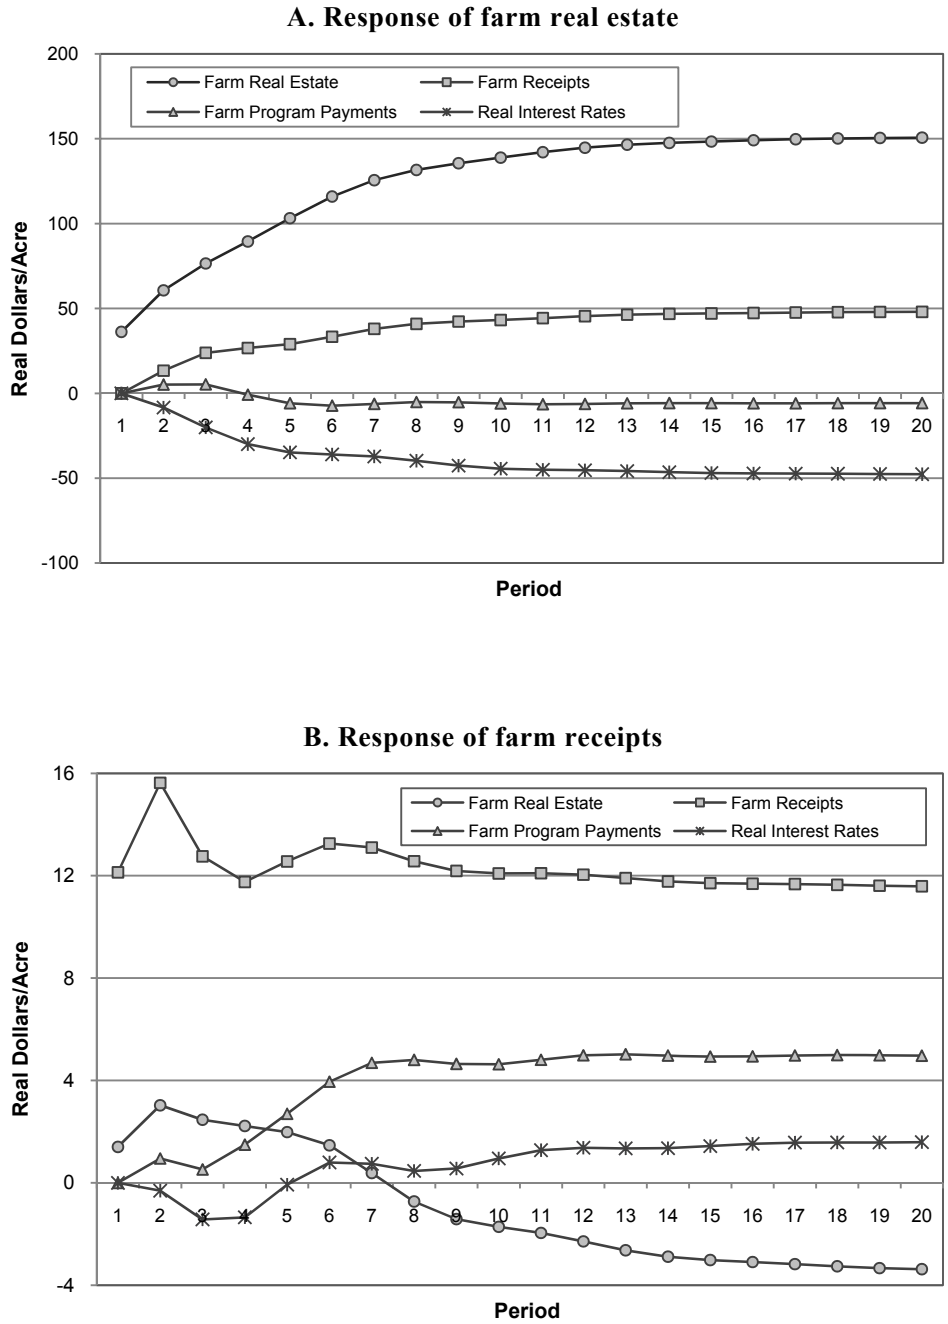 A. Response of farm real estate
200
Farm Real Estate Farm Receipts
Farm Program Payments Real Interest Rates
150
100
50
0
-50
-100
Real Dollars/Acre
1 2 3 4 5 6 7 8 9 10 11 12 13 14 15 16 17 18 19 20
Period
B. Response of farm receipts
16
Farm Real Estate Farm Receipts
Farm Program Payments Real Interest Rates
12
8
4
0
-4
Real Dollars/Acre
1 2 3 4 5 6 7 8 9 10 11 12 13 14 15 16 17 18 19 20
Period